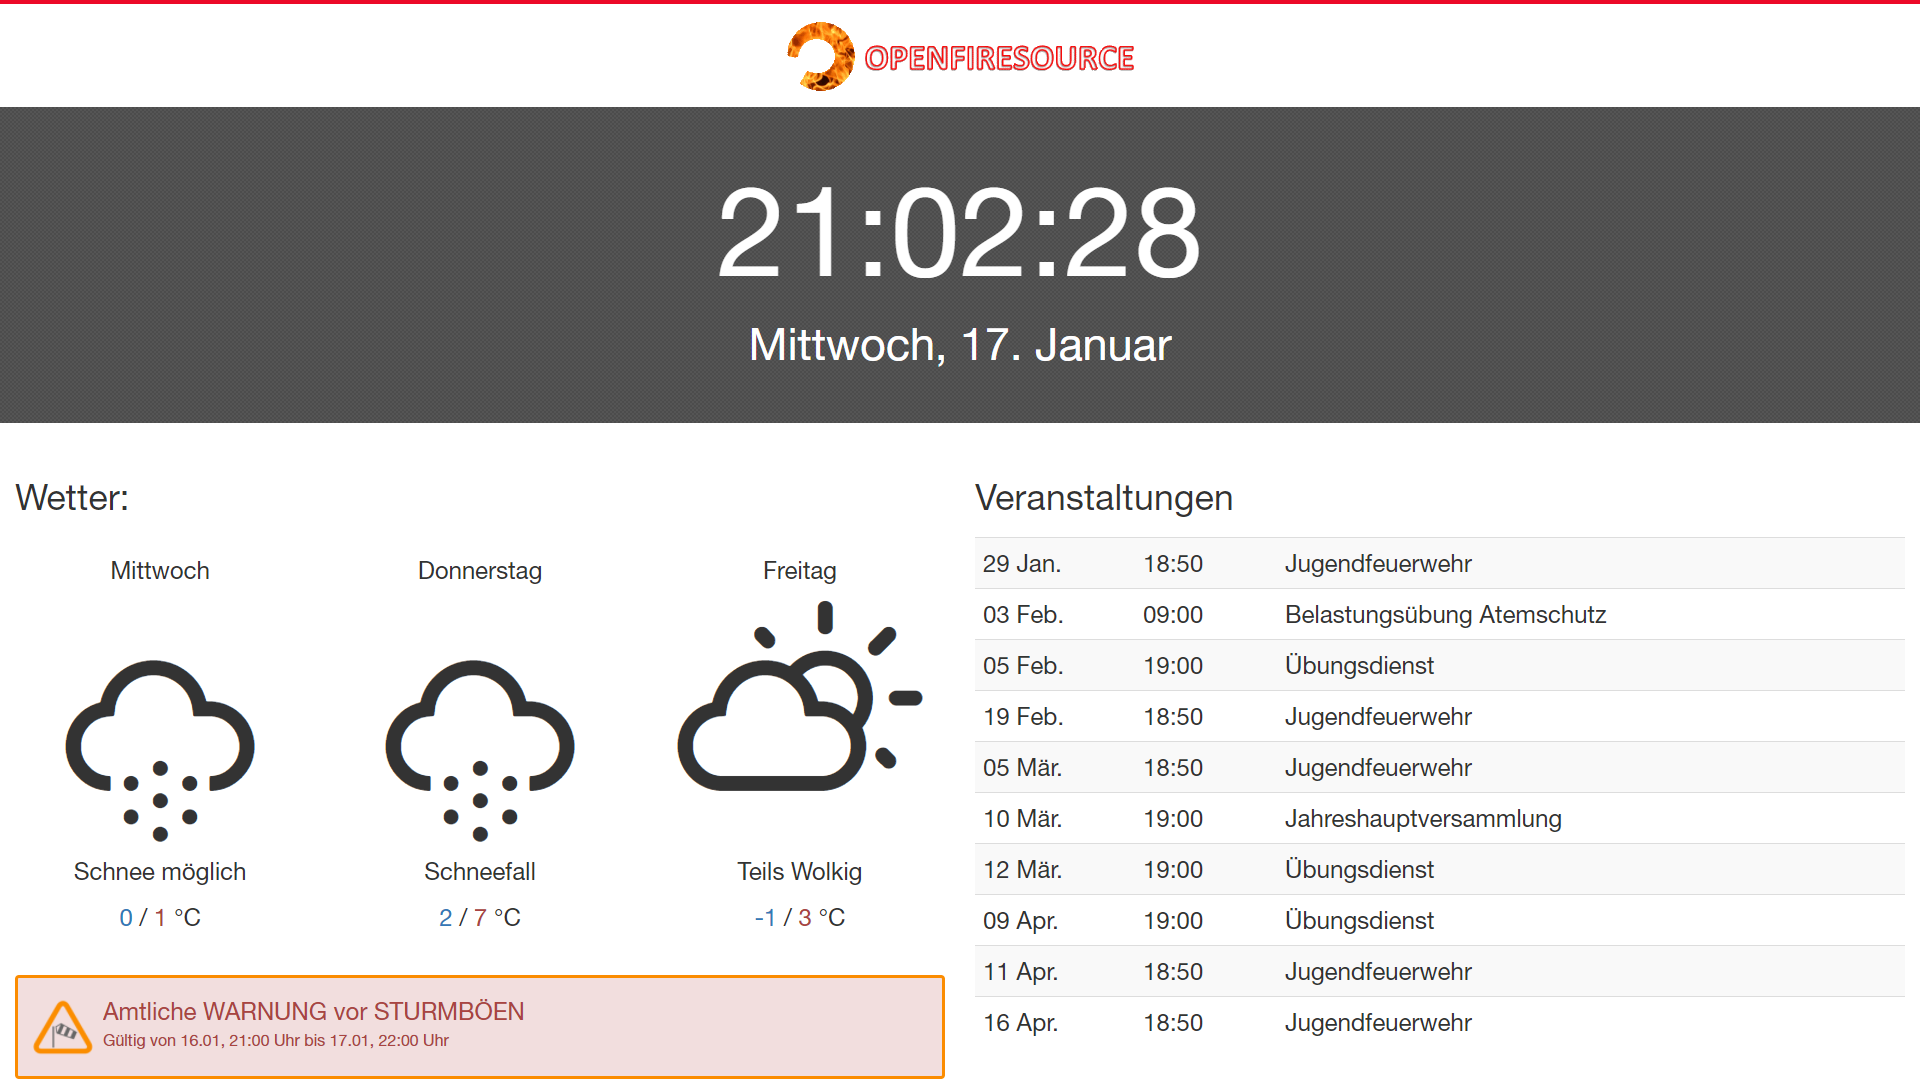 OPENFIRESOURCE
21:02:28
Mittwoch, 17. Januar
Wetter:
Mittwoch
Schnee möglich
0 / 1 °C
Donnerstag
Schneefall
2 / 7 °C
Freitag
Teils Wolkig
-1 / 3 °C
Amtliche WARNUNG vor STURMBÖEN
Gültig von 16.01, 21:00 Uhr bis 17.01, 22:00 Uhr
Veranstaltungen
29 Jan. 18:50 Jugendfeuerwehr
03 Feb. 09:00 Belastungsübung Atemschutz
05 Feb. 19:00 Übungsdienst
19 Feb. 18:50 Jugendfeuerwehr
05 Mär. 18:50 Jugendfeuerwehr
10 Mär. 19:00 Jahreshauptversammlung
12 Mär. 19:00 Übungsdienst
09 Apr. 19:00 Übungsdienst
11 Apr. 18:50 Jugendfeuerwehr
16 Apr. 18:50 Jugendfeuerwehr